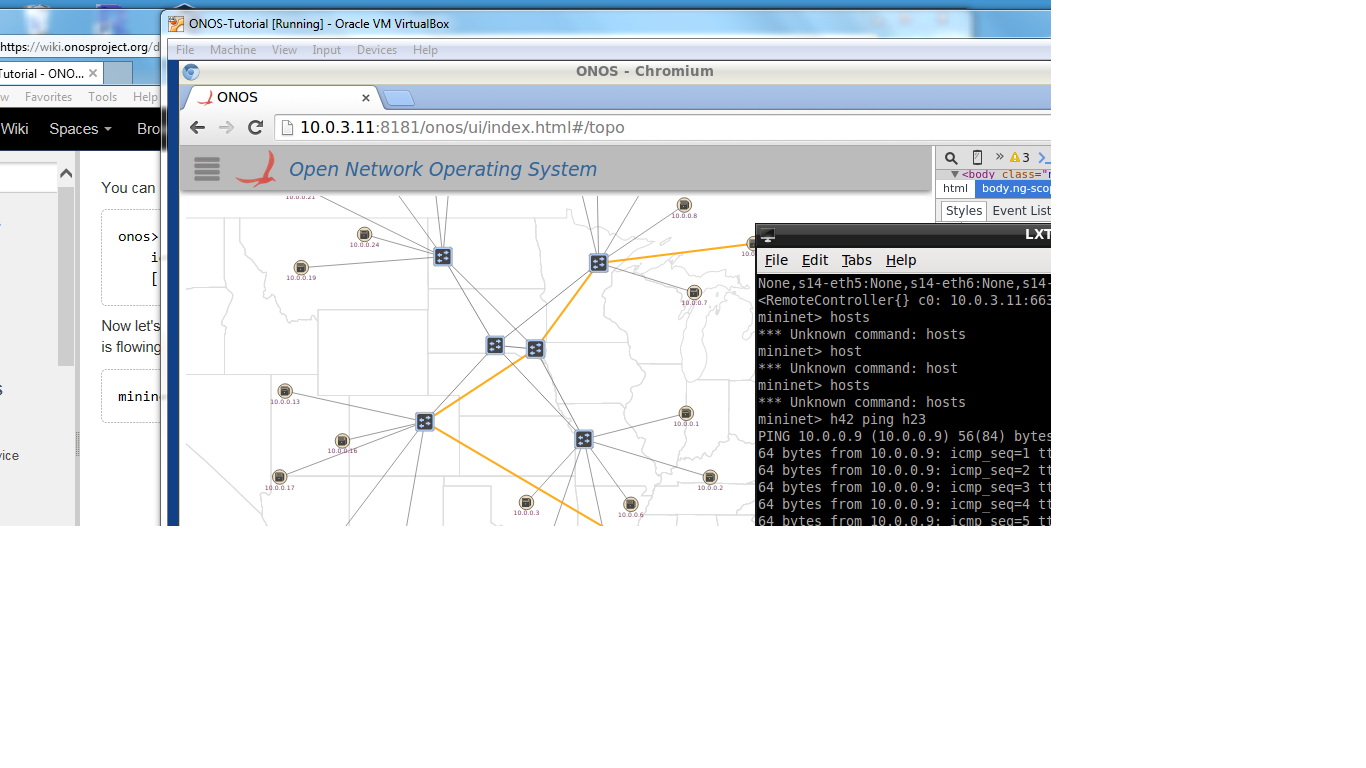 ONOS-Tutorial [Running] - Oracle VM VirtualBox
File Machine View Input Devices Help
https://wiki.onosproject.org/d
Tutorial - ONO...
w Favorites Tools Help
Wiki Spaces Bro
You can
onos>
[
Now let's
is flowing
minin
vice
ONOS - Chromium
ONOS
10.0.3.11:8181/onos/ui/index.html#/topo
Open Network Operating System
3
<body class="r
html body.ng-scop
Styles Event List
10.0.0.21
10.0.0.8
10.0.0.24
10.0.0.19
10.0.0.7
10.0.0.13
10.0.0.1
10.0.0.16
10.0.0.17
10.0.0.2
10.0.0.3
10.0.0.6
LXT
File Edit Tabs Help
None,s14-eth5:None,s14-eth6:None,s14-
<RemoteController{} c0: 10.0.3.11:663
mininet> hosts
*** Unknown command: hosts
mininet> host
*** Unknown command: host
mininet> hosts
*** Unknown command: hosts
mininet> h42 ping h23
PING 10.0.0.9 (10.0.0.9) 56(84) bytes
64 bytes from 10.0.0.9: icmp_seq=1 tt
64 bytes from 10.0.0.9: icmp_seq=2 tt
64 bytes from 10.0.0.9: icmp_seq=3 tt
64 bytes from 10.0.0.9: icmp_seq=4 tt
64 bytes from 10.0.0.9: icmp_seq=5 tt